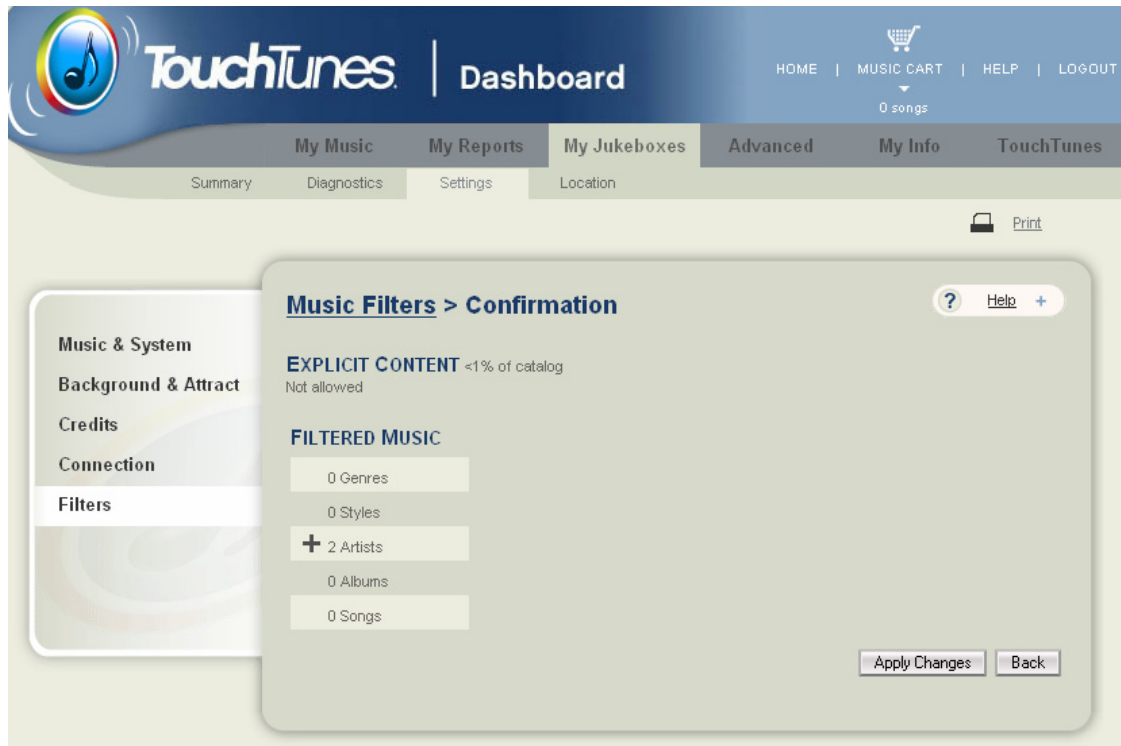 TouchTunes. | Dashboard
HOME | MUSIC CART | HELP | LOGOUT
0 songs
My Music My Reports My Jukeboxes Advanced My Info TouchTunes
Summary Diagnostics Settings Location
Print
Music Filters > Confirmation
? Help +
Music & System
Background & Attract
Credits
Connection
Filters
EXPLICIT CONTENT <1% of catalog
Not allowed
FILTERED MUSIC
0 Genres
0 Styles
+ 2 Artists
0 Albums
0 Songs
Apply Changes Back